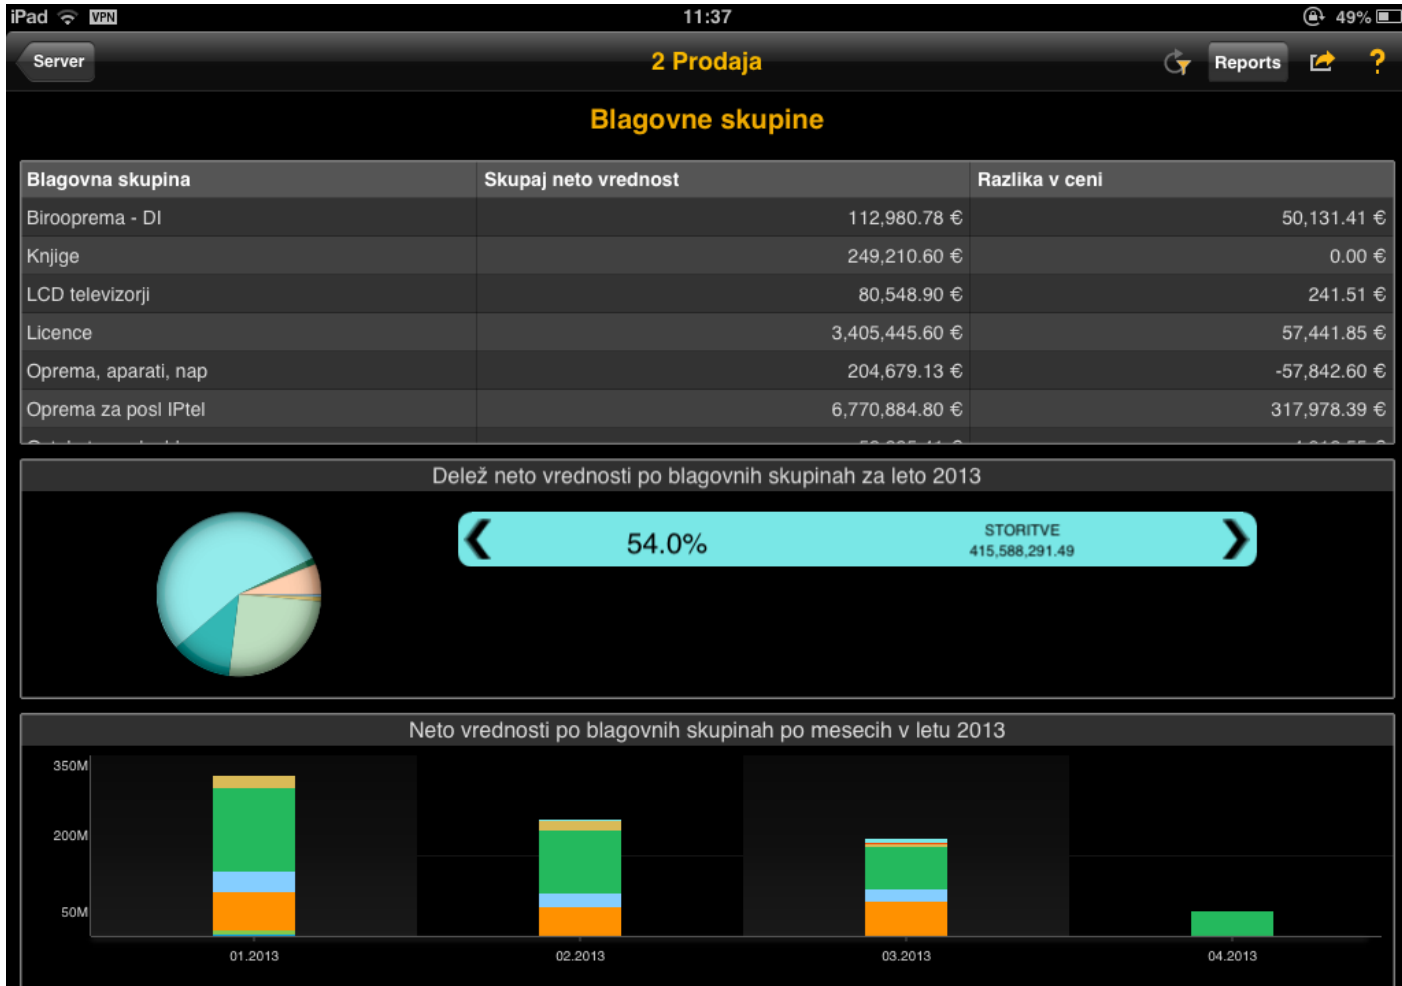 iPad VPN 11:37 49%
Server 2 Prodaja Reports ?
Blagovne skupine
Blagovna skupina Skupaj neto vrednost Razlika v ceni
Birooprema - DI 112,980.78 € 50,131.41 €
Knjige 249,210.60 € 0.00 €
LCD televizorji 80,548.90 € 241.51 €
Licence 3,405,445.60 € 57,441.85 €
Oprema, aparati, nap 204,679.13 € -57,842.60 €
Oprema za posl IPtel 6,770,884.80 € 317,978.39 €
Delež neto vrednosti po blagovnih skupinah za leto 2013
54.0% STORITVE
415,588,291.49
Neto vrednosti po blagovnih skupinah po mesecih v letu 2013
350M
200M
50M
01.2013 02.2013 03.2013 04.2013